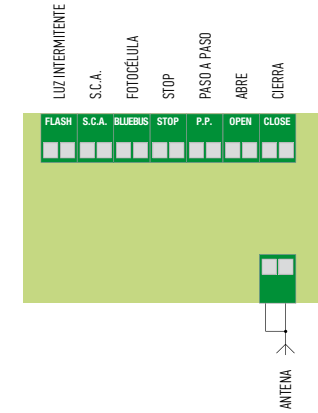 LUZ INTERMITENTE
S.C.A.
FOTOCÉLULA
STOP
PASO A PASO
ABRE
CIERRA
FLASH
S.C.A.
BLUEBUS
STOP
P.P.
OPEN
CLOSE
ANTENA